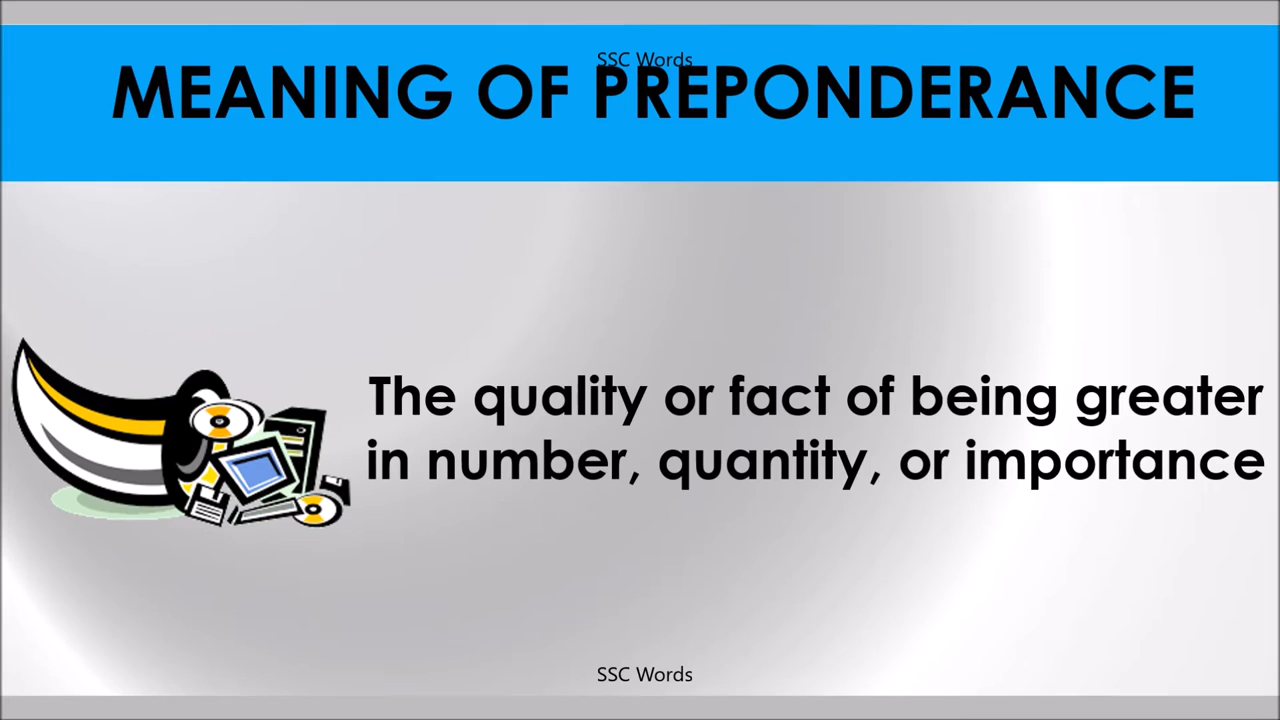 SSC Words
MEANING OF PREPONDERANCE
The quality or fact of being greater
in number, quantity, or importance
SSC Words